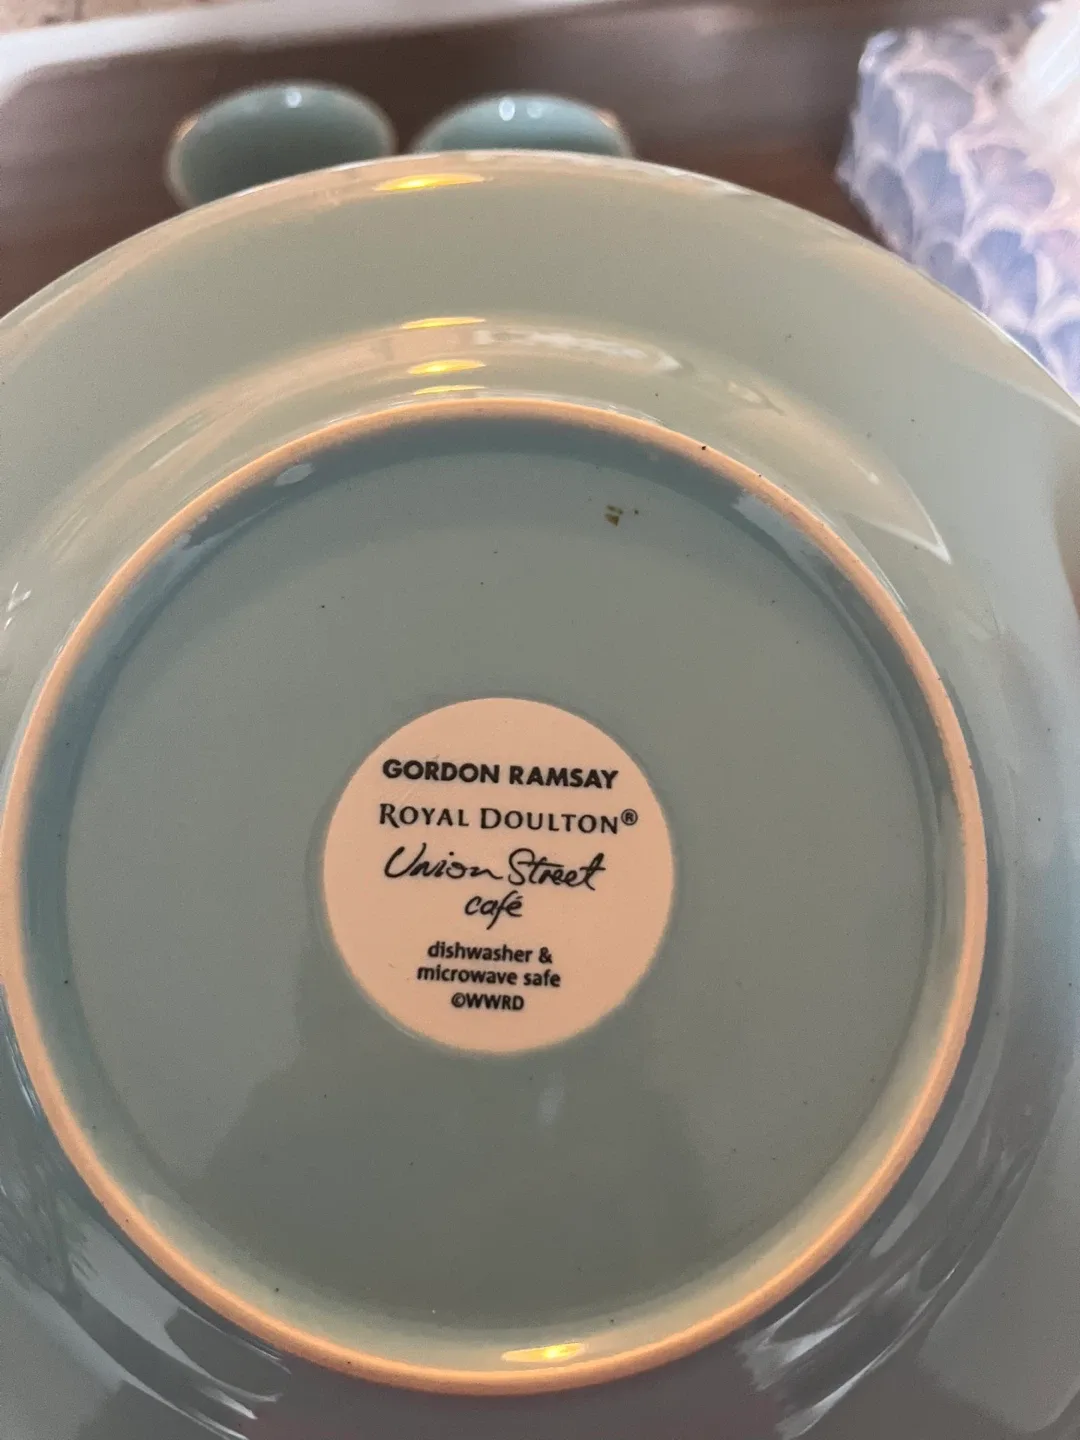 GORDON RAMSAY
ROYAL DOULTON®
Union Street
café
dishwasher &
microwave safe
©WWRD